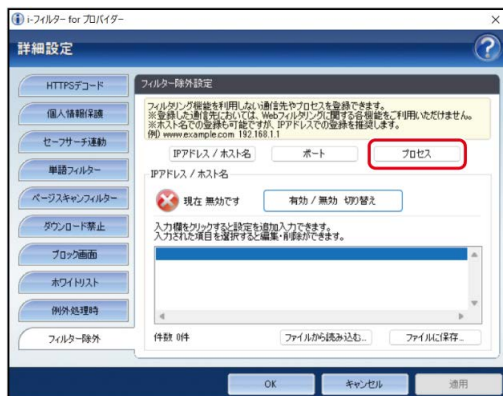 i-フィルター for プロバイダー
詳細設定
HTTPSデコード
個人情報保護
セーフサーチ連動
単語フィルター
ページスキャンフィルター
ダウンロード禁止
ブロック画面
ホワイトリスト
例外処理時
フィルター除外
フィルター除外設定
フィルタリング機能を利用しない通信先やプロセスを登録できます。
※登録した通信先においては、Webフィルタリングに関する各機能をご利用いただけません。
※ホスト名での登録も可能ですが、IPアドレスでの登録を推奨します。
例) www.example.com 192.168.1.1
IPアドレス / ホスト名
ポート
プロセス
IPアドレス / ホスト名
現在 無効です
有効 / 無効 切り替え
入力欄をクリックすると設定を追加入力できます。
入力された項目を選択すると編集・削除ができます。
件数 0件
ファイルから読み込む...
ファイルに保存...
OK
キャンセル
適用